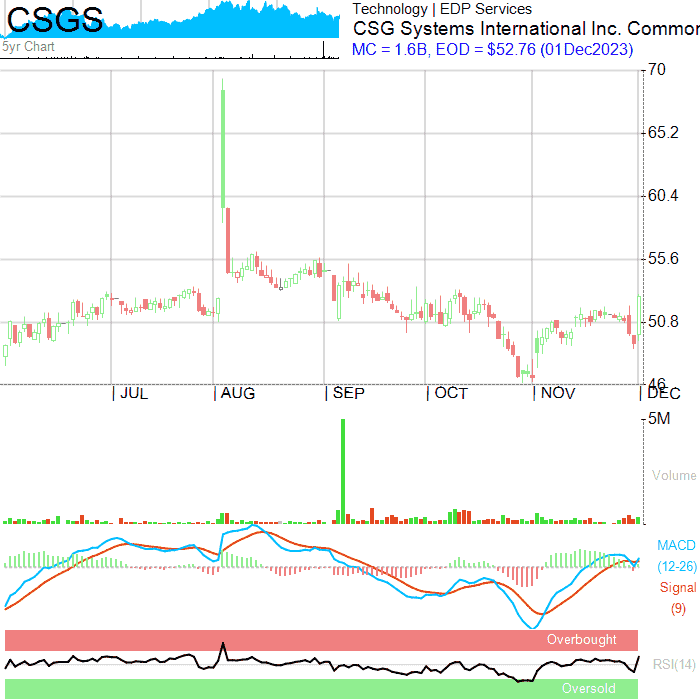 CSGS
Technology | EDP Services
CSG Systems International Inc. Common
5yr Chart
MC = 1.6B, EOD = $52.76 (01Dec2023)
70
65.2
60.4
55.6
50.8
46
JUL
AUG
SEP
OCT
NOV
DEC
5M
Volume
MACD
(12-26)
Signal
(9)
Overbought
RSI(14)
Oversold